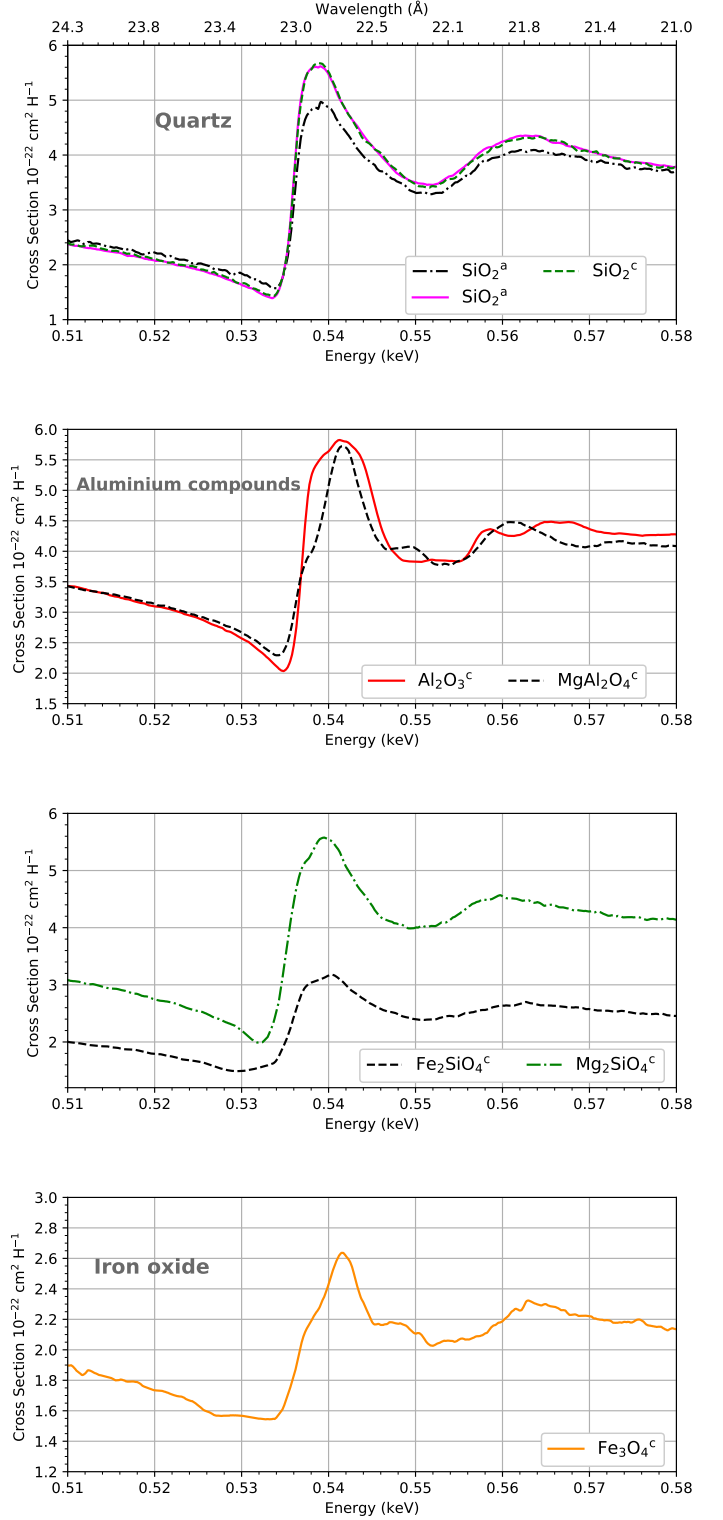 Wavelength (Å)
24.3 23.8 23.4 23.0 22.5 22.1 21.8 21.4 21.0
6
5
4
3
2
1
Cross Section 10⁻²² cm² H⁻¹
Quartz
SiO₂ᵃ SiO₂ᶜ
SiO₂ᵃ
0.51 0.52 0.53 0.54 0.55 0.56 0.57 0.58
Energy (keV)
6.0
5.5
5.0
4.5
4.0
3.5
3.0
2.5
2.0
1.5
Cross Section 10⁻²² cm² H⁻¹
Aluminium compounds
Al₂O₃ᶜ MgAl₂O₄ᶜ
0.51 0.52 0.53 0.54 0.55 0.56 0.57 0.58
Energy (keV)
6
5
4
3
2
Cross Section 10⁻²² cm² H⁻¹
Fe₂SiO₄ᶜ Mg₂SiO₄ᶜ
0.51 0.52 0.53 0.54 0.55 0.56 0.57 0.58
Energy (keV)
3.0
2.8
2.6
2.4
2.2
2.0
1.8
1.6
1.4
1.2
Cross Section 10⁻²² cm² H⁻¹
Iron oxide
Fe₃O₄ᶜ
0.51 0.52 0.53 0.54 0.55 0.56 0.57 0.58
Energy (keV)